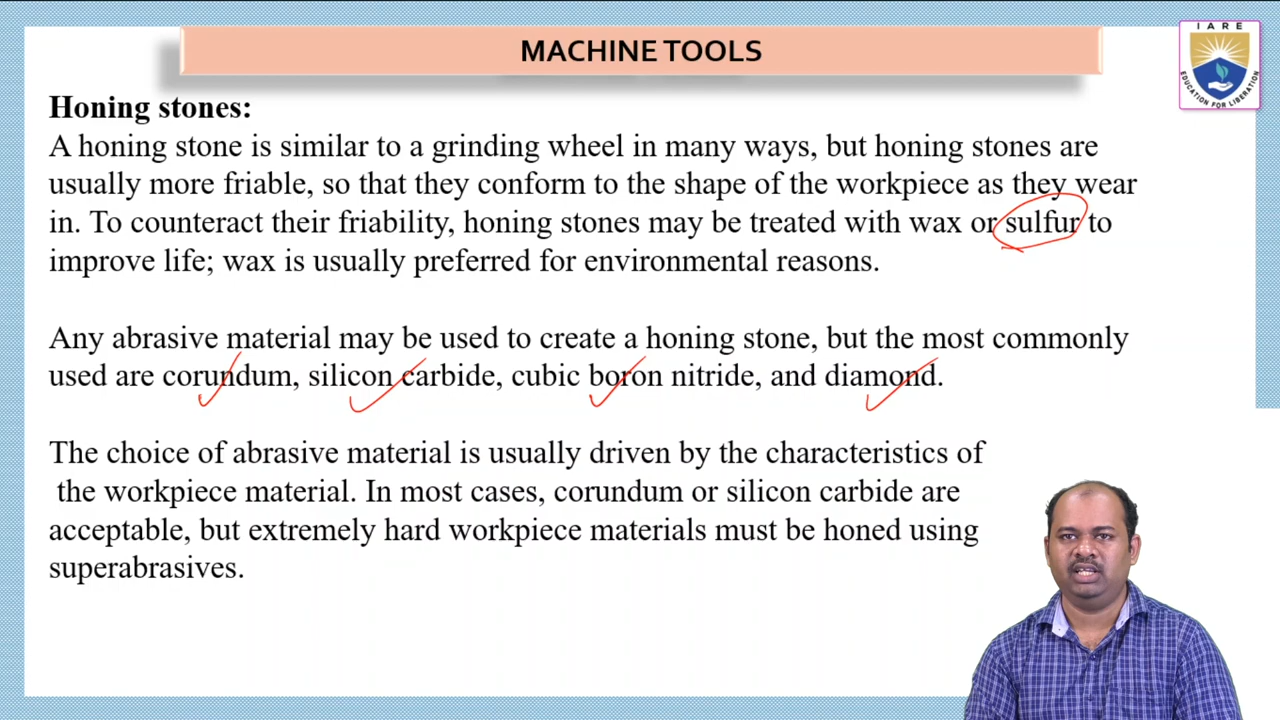 IARE
MACHINE TOOLS
EDUCATION FOR LIBERATION
Honing stones:
A honing stone is similar to a grinding wheel in many ways, but honing stones are
usually more friable, so that they conform to the shape of the workpiece as they wear
in. To counteract their friability, honing stones may be treated with wax or sulfur to
improve life; wax is usually preferred for environmental reasons.
Any abrasive material may be used to create a honing stone, but the most commonly
used are corundum, silicon carbide, cubic boron nitride, and diamond.
The choice of abrasive material is usually driven by the characteristics of
the workpiece material. In most cases, corundum or silicon carbide are
acceptable, but extremely hard workpiece materials must be honed using
superabrasives.